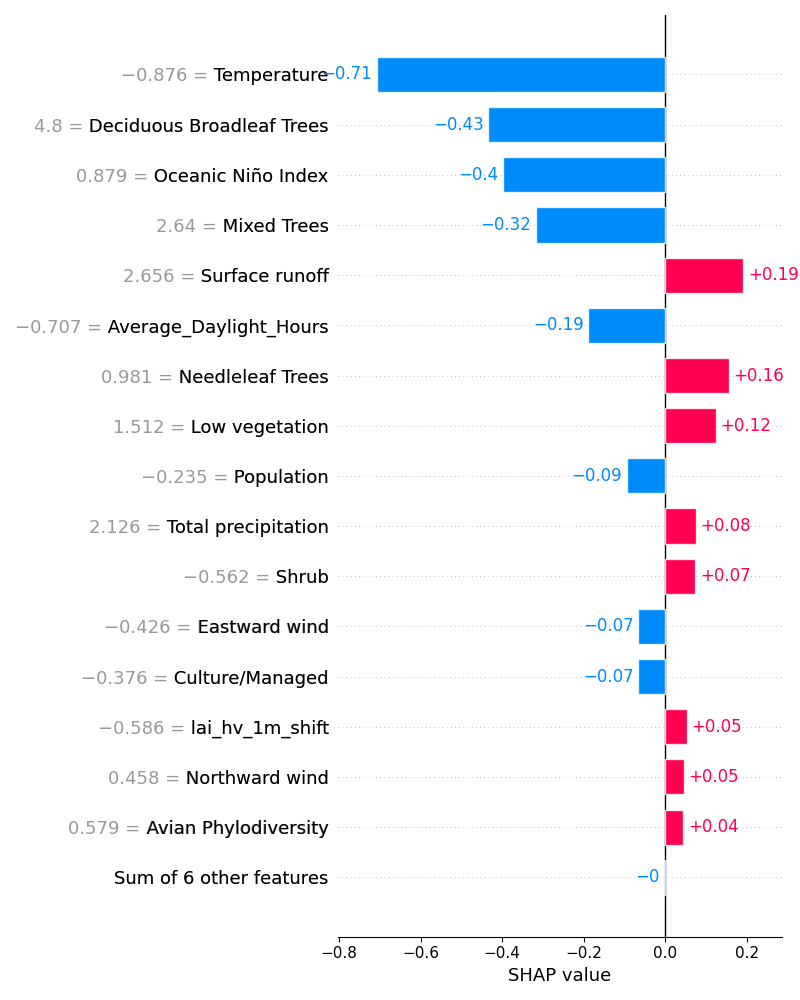 −0.876 = Temperature −0.71
4.8 = Deciduous Broadleaf Trees −0.43
0.879 = Oceanic Niño Index −0.4
2.64 = Mixed Trees −0.32
2.656 = Surface runoff +0.19
−0.707 = Average_Daylight_Hours −0.19
0.981 = Needleleaf Trees +0.16
1.512 = Low vegetation +0.12
−0.235 = Population −0.09
2.126 = Total precipitation +0.08
−0.562 = Shrub +0.07
−0.426 = Eastward wind −0.07
−0.376 = Culture/Managed −0.07
−0.586 = lai_hv_1m_shift +0.05
0.458 = Northward wind +0.05
0.579 = Avian Phylodiversity +0.04
Sum of 6 other features −0
−0.8 −0.6 −0.4 −0.2 0.0 0.2
SHAP value